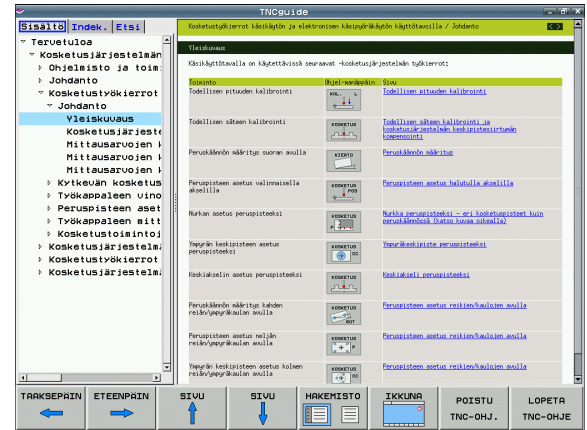 TNCguide
Sisältö Indek. Etsi
Kosketustyökierrot käsikäytön ja elektronisen käsipyöräkäytön käyttötavoilla / Johdanto
Tervetuloa
Kosketusjärjestelmän
Ohjelmisto ja toim:
Johdanto
Kosketustyökierrot
Johdanto
Yleiskuvaus
Kosketusjärjeste
Mittausarvojen k
Mittausarvojen k
Mittausarvojen k
Kytkevän kosketus
Työkappaleen vino
Peruspisteen aset
Työkappaleen mitt
Kosketustoimintoj
Kosketusjärjestelmä
Kosketustyökierrot
Kosketusjärjestelmä
Yleiskuvaus
Käsikäyttötavalla on käytettävissä seuraavat -kosketusjärjestelmän työkierrot:
Toiminto Ohjel-manäppäin Sivu
Todellisen pituuden kalibrointi KAL. L Todellisen pituuden kalibrointi
Todellisen säteen kalibrointi KOSKETUS Todellisen säteen
kalibrointi ja
kosketusjärjestelmän keskipistesiirtymän
kompensointi
Peruskäännön määritys suoran avulla KIERTO Peruskäännön määritys
Peruspisteen asetus valinnaisella
akselilla KOSKETUS POS Peruspisteen asetus halutulla akselilla
Nurkan asetus peruspisteeksi KOSKETUS P Nurkka peruspisteeksi – eri kosketuspisteet kuin
peruskäännössä (katso kuvaa oikealla)
Ympyrän keskipisteen asetus
peruspisteeksi KOSKETUS CC Ympyräkeskipiste peruspisteeksi
Keskiakselin asetus peruspisteeksi KOSKETUS Keskiakseli peruspisteeksi
Peruskäännön määritys kahden
reiän/ympyräkaulan avulla KOSKETUS ROT Peruspisteen asetus reikien/kaulojen avulla
Peruspisteen asetus neljän
reiän/ympyräkaulan avulla KOSKETUS P Peruspisteen asetus reikien/kaulojen avulla
Ympyrän keskipisteen asetus kolmen
reiän/ympyräkaulan avulla KOSKETUS CC Peruspisteen asetus reikien/kaulojen avulla
TAAKSEPÄIN ETEENPÄIN SIVU SIVU HAKEMISTO IKKUNA POISTU LOPETA
TNC-OHJ. TNC-OHJE